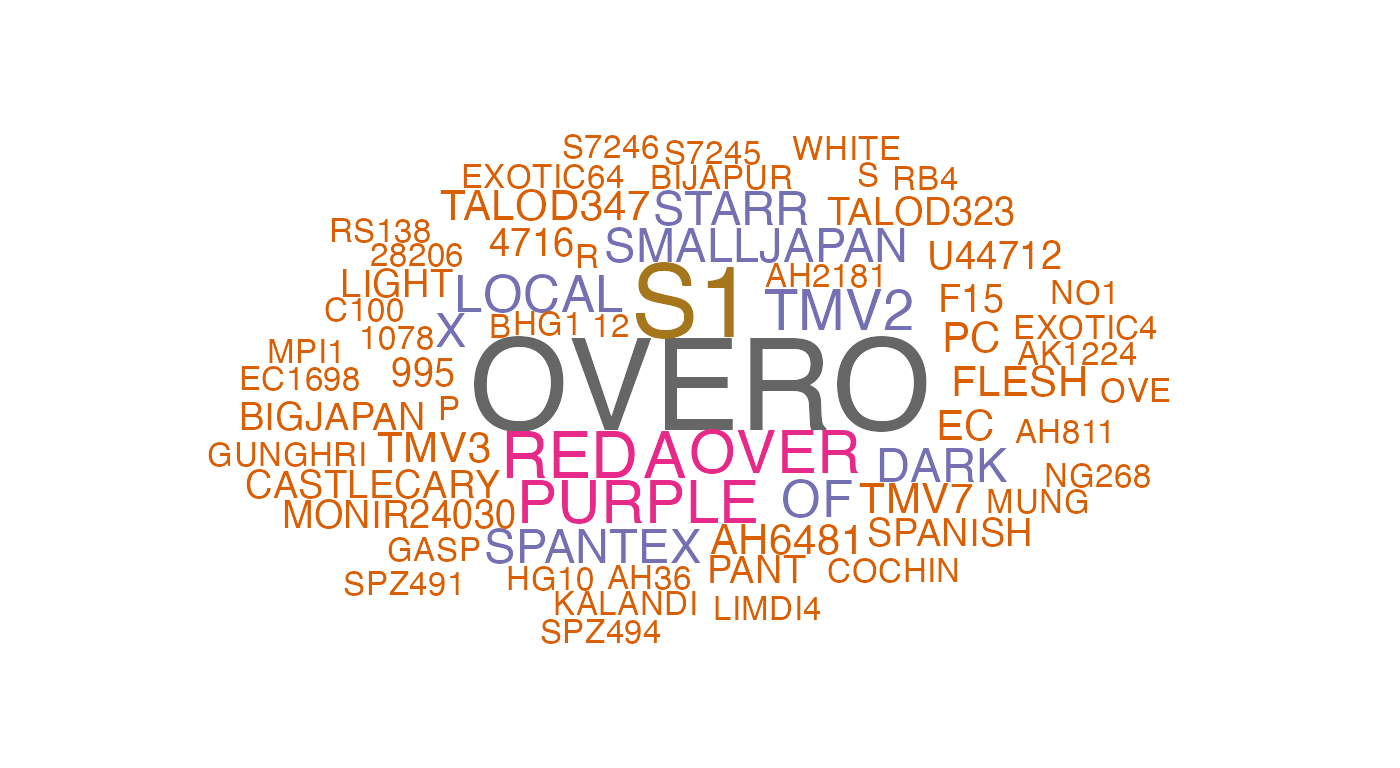 S7246 S7245 WHITE
EXOTIC64 BIJAPUR S RB4
TALOD347 STARR TALOD323
RS138 4716 R SMALLJAPAN U44712
28206 AH2181
LIGHT LOCAL S1 TMV2 F15 NO1
C100 X BHG1 12 EXOTIC4
1078 PC
MPI1 AK1224
EC1698 995 OVERO FLESH OVE
BIGJAPAN P EC AH811
GUNGHRI TMV3 RED A OVER DARK NG268
CASTLECARY PURPLE OF TMV7 MUNG
MONIR24030
GASP SPANTEX AH6481 SPANISH
SPZ491 HG10 AH36 PANT COCHIN
KALANDI LIMDI4
SPZ494